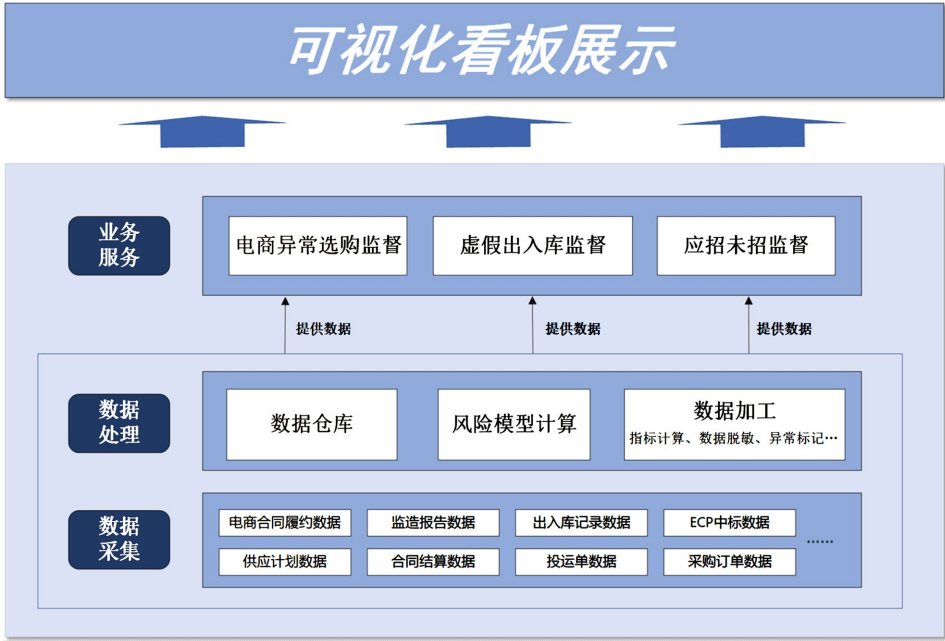 可视化看板展示
业务
服务
电商异常选购监督
虚假出入库监督
应招未招监督
提供数据
提供数据
提供数据
数据
处理
数据仓库
风险模型计算
数据加工
指标计算、数据脱敏、异常标记…
数据
采集
电商合同履约数据
监造报告数据
出入库记录数据
ECP中标数据
供应计划数据
合同结算数据
投运单数据
采购订单数据
……